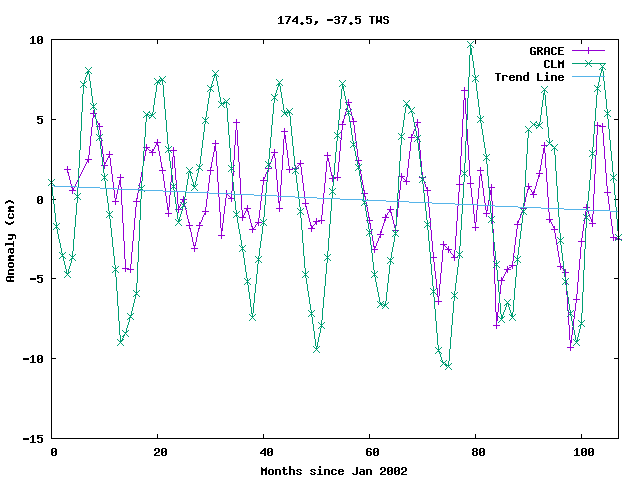 174.5, -37.5 TWS
GRACE
CLM
Trend Line
10
5
0
-5
-10
-15
Anomaly (cm)
0 20 40 60 80 100
Months since Jan 2002